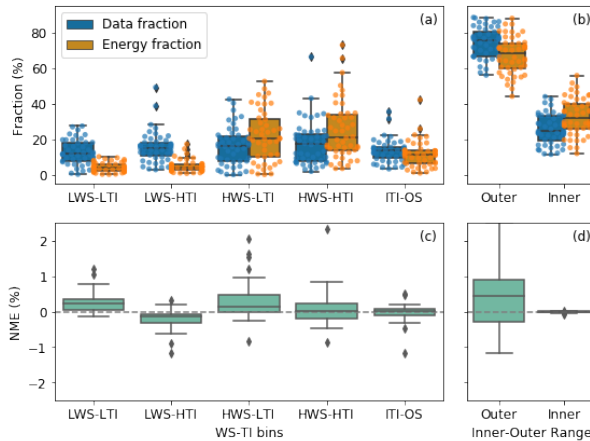 Data fraction
Energy fraction
(a)
(b)
Fraction (%)
80
60
40
20
0
LWS-LTI LWS-HTI HWS-LTI HWS-HTI ITI-OS
Outer Inner
(c)
(d)
NME (%)
2
1
0
−1
−2
LWS-LTI LWS-HTI HWS-LTI HWS-HTI ITI-OS
Outer Inner
WS-TI bins
Inner-Outer Range